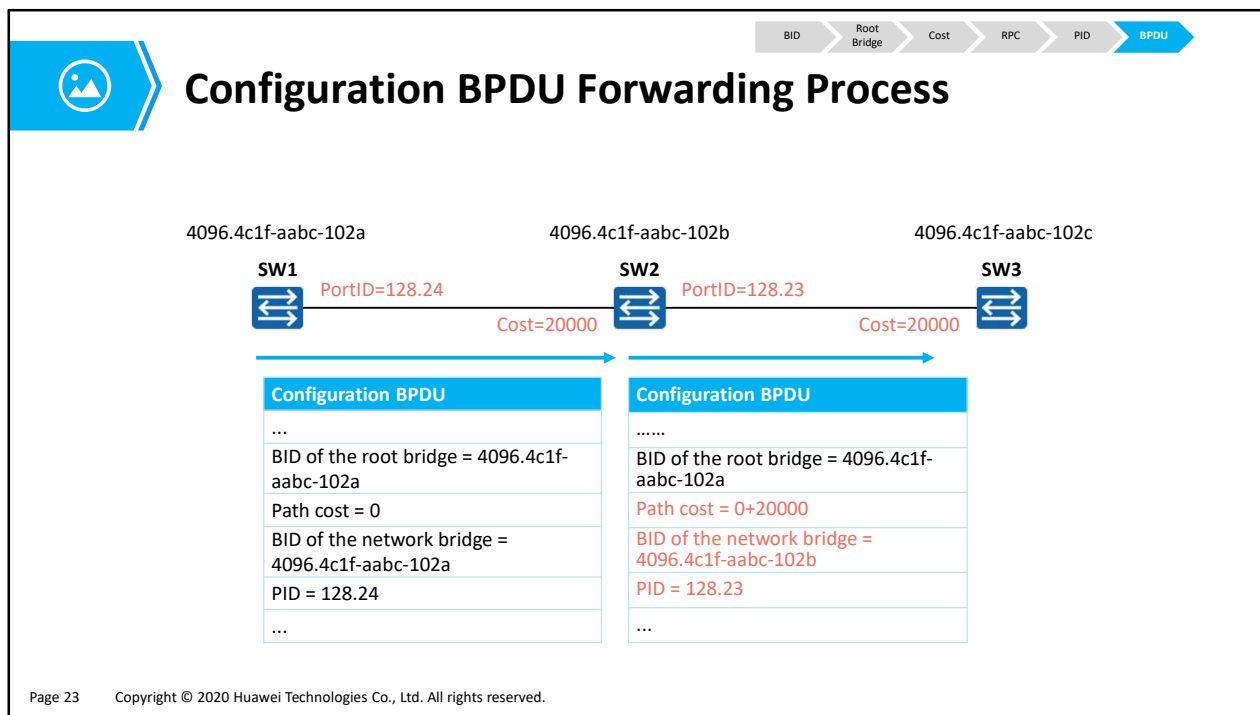 BID
Root
Bridge
Cost
RPC
PID
BPDU
Configuration BPDU Forwarding Process
4096.4c1f-aabc-102a
4096.4c1f-aabc-102b
4096.4c1f-aabc-102c
SW1
SW2
SW3
PortID=128.24
PortID=128.23
Cost=20000
Cost=20000
Configuration BPDU
...
BID of the root bridge = 4096.4c1f-
aabc-102a
Path cost = 0
BID of the network bridge =
4096.4c1f-aabc-102a
PID = 128.24
...
Configuration BPDU
......
BID of the root bridge = 4096.4c1f-
aabc-102a
Path cost = 0+20000
BID of the network bridge =
4096.4c1f-aabc-102b
PID = 128.23
...
Page 23 Copyright © 2020 Huawei Technologies Co., Ltd. All rights reserved.